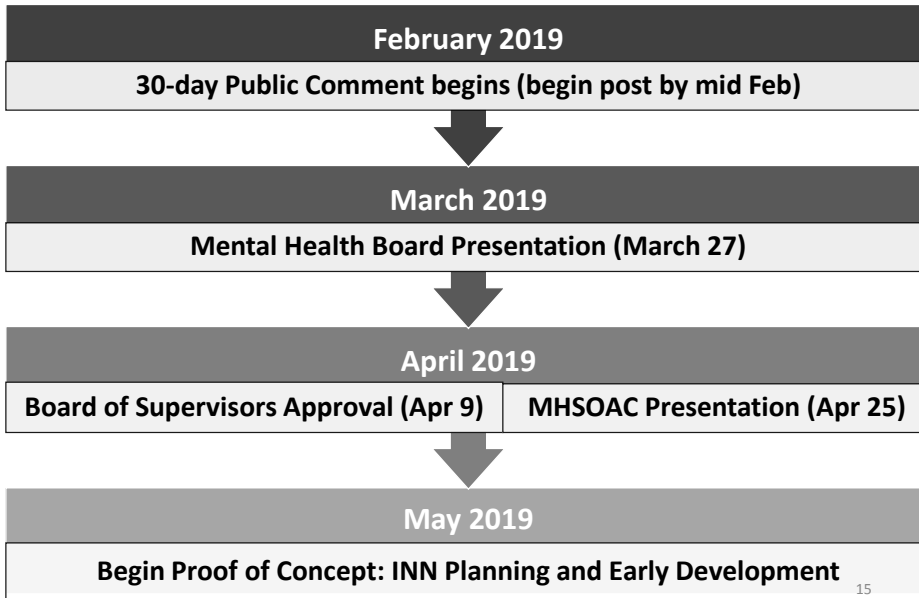 February 2019
30-day Public Comment begins (begin post by mid Feb)
March 2019
Mental Health Board Presentation (March 27)
April 2019
Board of Supervisors Approval (Apr 9)
MHSOAC Presentation (Apr 25)
May 2019
Begin Proof of Concept: INN Planning and Early Development
15